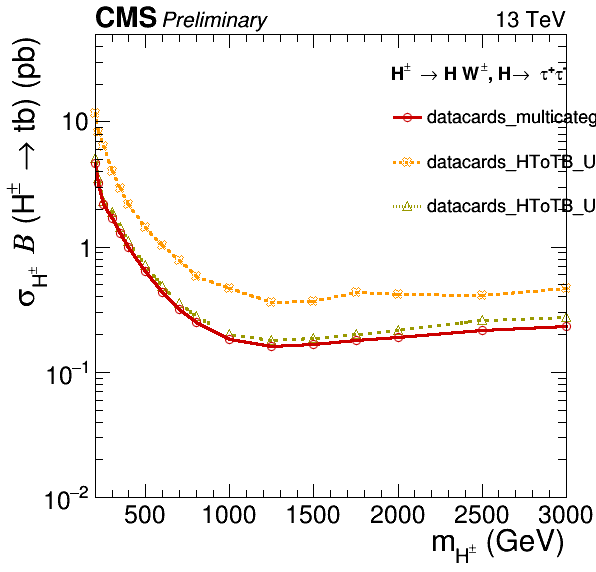 CMS Preliminary 13 TeV
σ_H± B (H± → tb) (pb)
H± → H W±, H→ τ+τ-
datacards_multicateg
datacards_HToTB_U
datacards_HToTB_U
10
1
10−1
10−2
500 1000 1500 2000 2500 3000
m_H± (GeV)